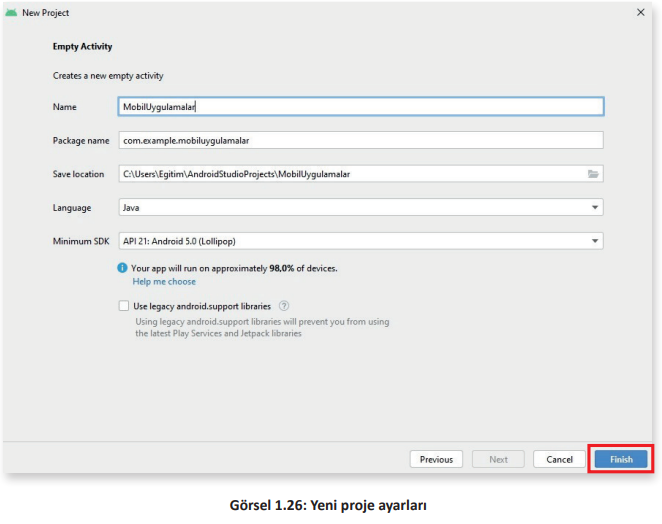 New Project
Empty Activity
Creates a new empty activity
Name MobilUygulamalar
Package name com.example.mobiluygulamalar
Save location C:\Users\Egitim\AndroidStudioProjects\MobilUygulamalar
Language Java
Minimum SDK API 21: Android 5.0 (Lollipop)
Your app will run on approximately 98,0% of devices.
Help me choose
Use legacy android.support libraries ?
Using legacy android.support libraries will prevent you from using
the latest Play Services and Jetpack libraries
Previous Next Cancel Finish
Görsel 1.26: Yeni proje ayarları